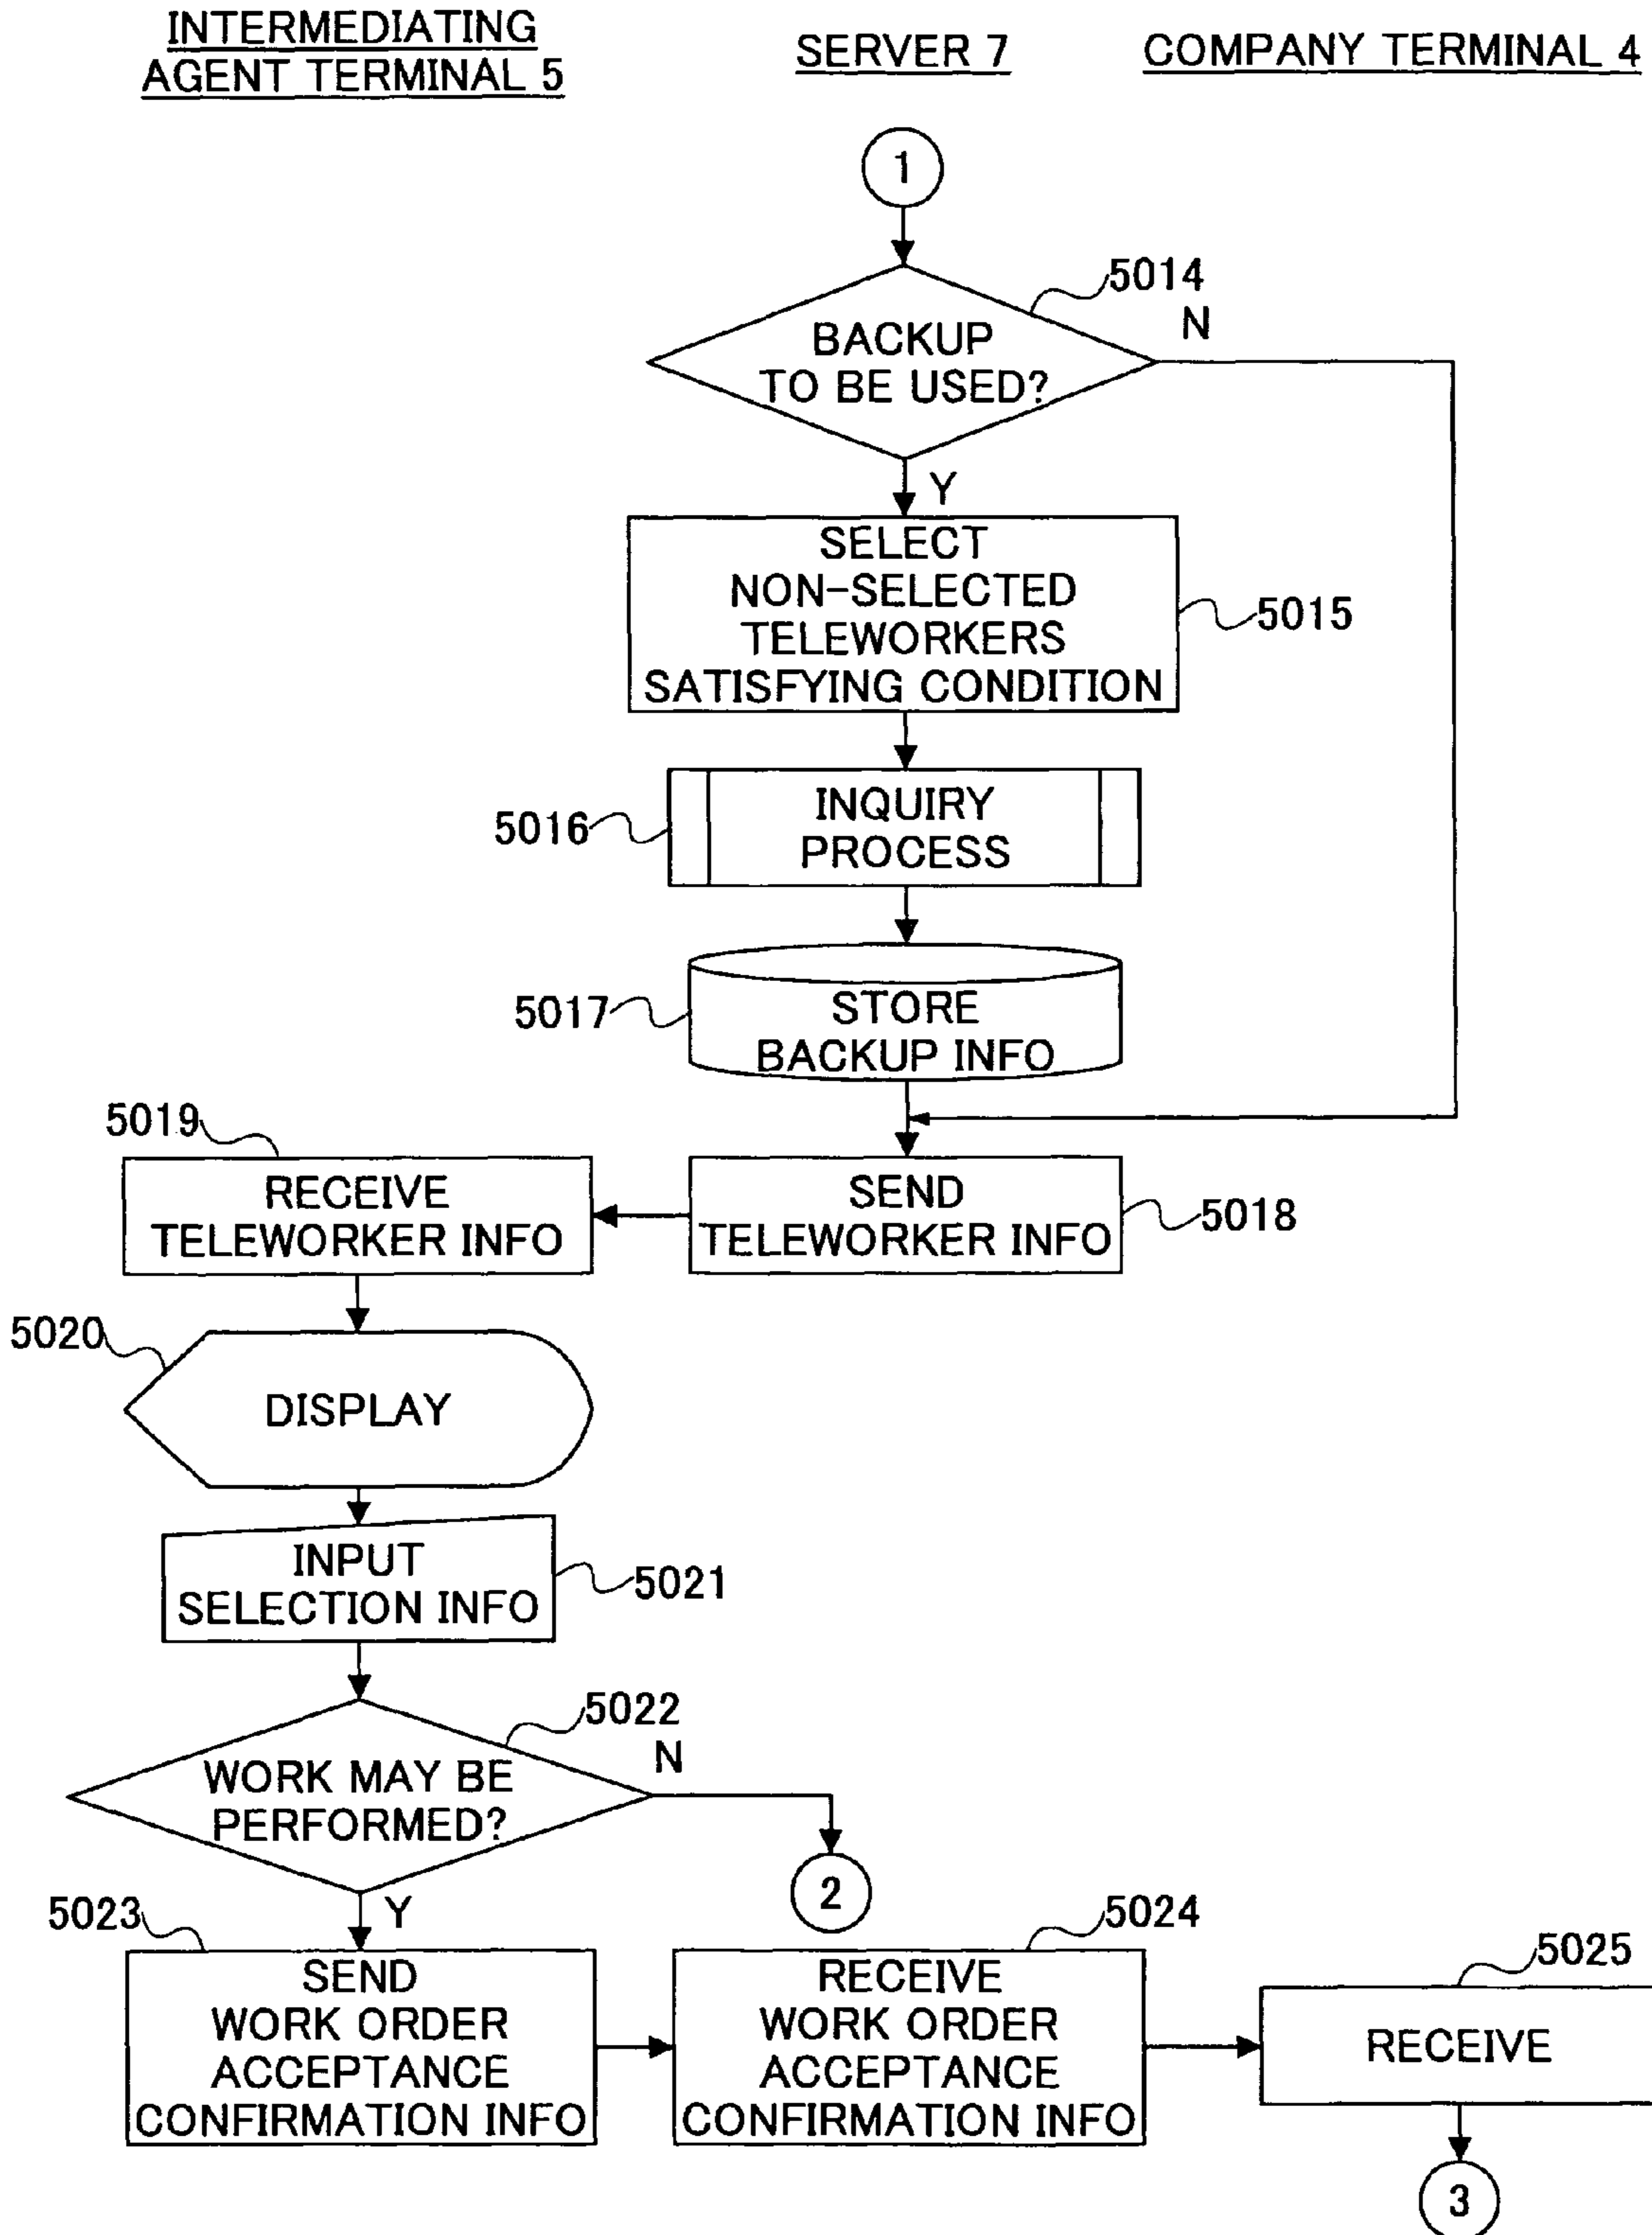 INTERMEDIATING
AGENT TERMINAL 5
SERVER 7
COMPANY TERMINAL 4
1
5014
N
BACKUP
TO BE USED?
Y
SELECT
NON-SELECTED
TELEWORKERS
SATISFYING CONDITION
5015
5016
INQUIRY
PROCESS
5017
STORE
BACKUP INFO
5019
RECEIVE
TELEWORKER INFO
SEND
TELEWORKER INFO
5018
5020
DISPLAY
INPUT
SELECTION INFO
5021
5022
N
WORK MAY BE
PERFORMED?
2
Y
5023
SEND
WORK ORDER
ACCEPTANCE
CONFIRMATION INFO
5024
RECEIVE
WORK ORDER
ACCEPTANCE
CONFIRMATION INFO
5025
RECEIVE
3